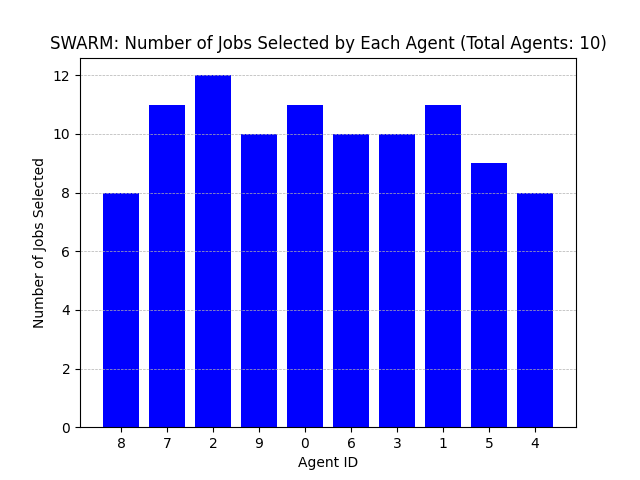 SWARM: Number of Jobs Selected by Each Agent (Total Agents: 10)
12
10
8
6
4
2
0
Number of Jobs Selected
8 7 2 9 0 6 3 1 5 4
Agent ID